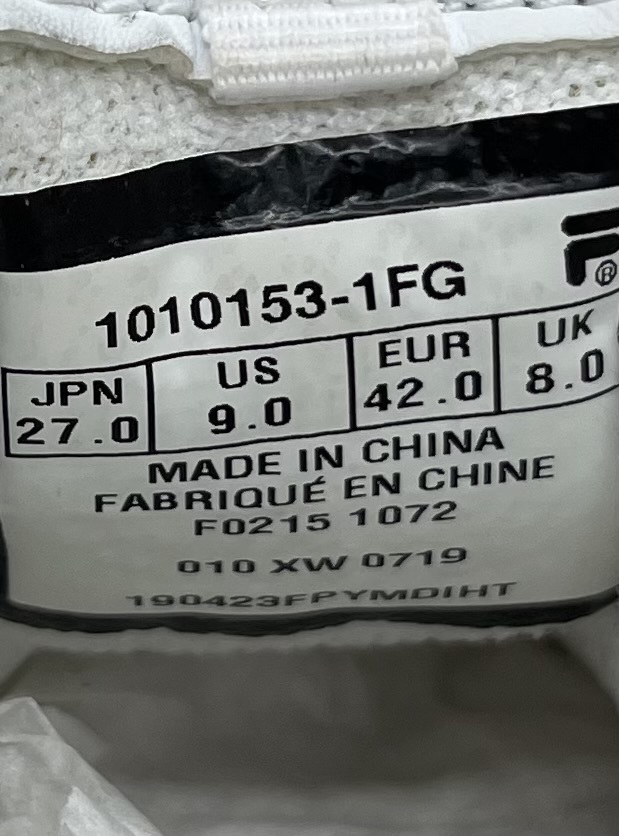 F®
1010153-1FG
JPN US EUR UK
27.0 9.0 42.0 8.0
MADE IN CHINA
FABRIQUÉ EN CHINE
F0215 1072
010 XW 0719
190423FPYMDIHT